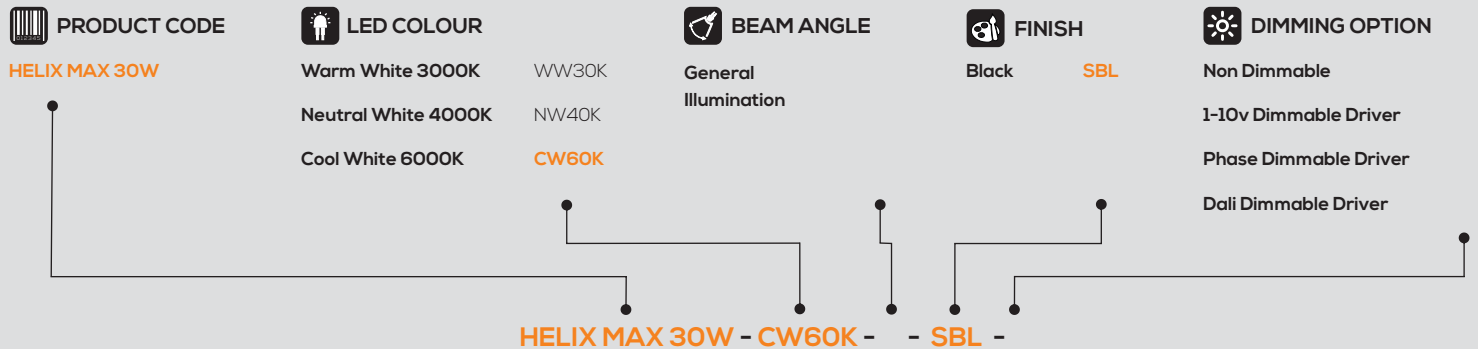 PRODUCT CODE
HELIX MAX 30W
LED COLOUR
Warm White 3000K WW30K
Neutral White 4000K NW40K
Cool White 6000K CW60K
BEAM ANGLE
General
Illumination
FINISH
Black SBL
DIMMING OPTION
Non Dimmable
1-10v Dimmable Driver
Phase Dimmable Driver
Dali Dimmable Driver
HELIX MAX 30W - CW60K - - SBL -